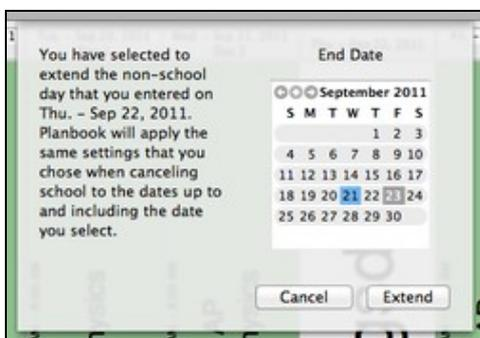 You have selected to
extend the non-school
day that you entered on
Thu. - Sep 22, 2011.
Planbook will apply the
same settings that you
chose when canceling
school to the dates up to
and including the date
you select.
End Date
September 2011
S M T W T F S
1 2 3
4 5 6 7 8 9 10
11 12 13 14 15 16 17
18 19 20 21 22 23 24
25 26 27 28 29 30
Cancel Extend